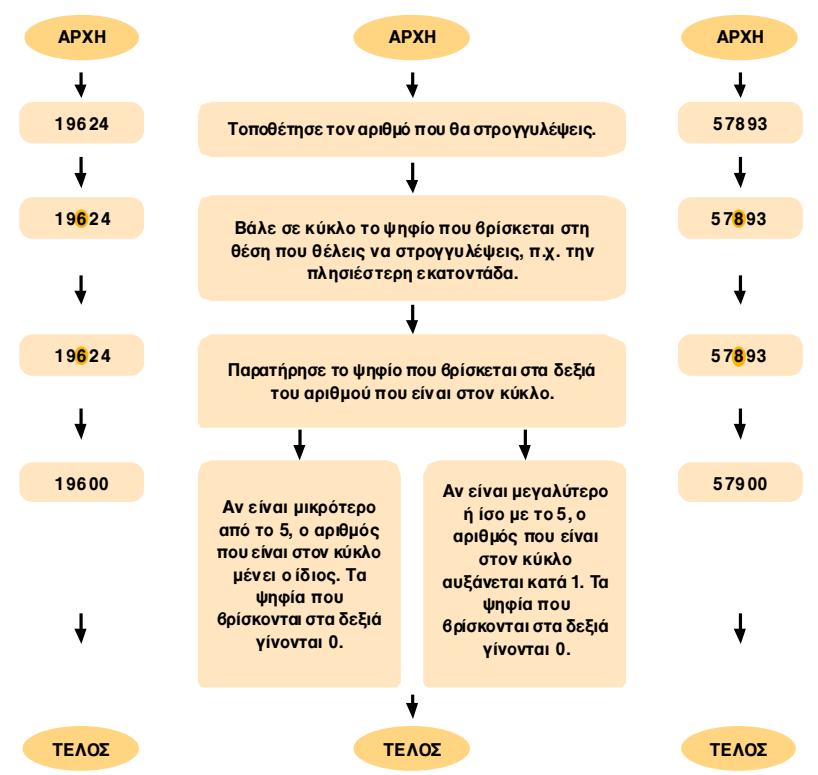 ΑΡΧΗ
19624
19624
19624
19600
ΤΕΛΟΣ
ΑΡΧΗ
Τοποθέτησε τον αριθμό που θα στρογγυλέψεις.
Βάλε σε κύκλο το ψηφίο που βρίσκεται στη
θέση που θέλεις να στρογγυλέψεις, π.χ. την
πλησιέστερη εκατοντάδα.
Παρατήρησε το ψηφίο που βρίσκεται στα δεξιά
του αριθμού που είναι στον κύκλο.
Αν είναι μικρότερο
από το 5, ο αριθμός
που είναι στον κύκλο
μένει ο ίδιος. Τα
ψηφία που
βρίσκονται στα δεξιά
γίνονται 0.
Αν είναι μεγαλύτερο
ή ίσο με το 5, ο
αριθμός που είναι
στον κύκλο
αυξάνεται κατά 1. Τα
ψηφία που
βρίσκονται στα δεξιά
γίνονται 0.
ΤΕΛΟΣ
ΑΡΧΗ
57893
57893
57893
57900
ΤΕΛΟΣ